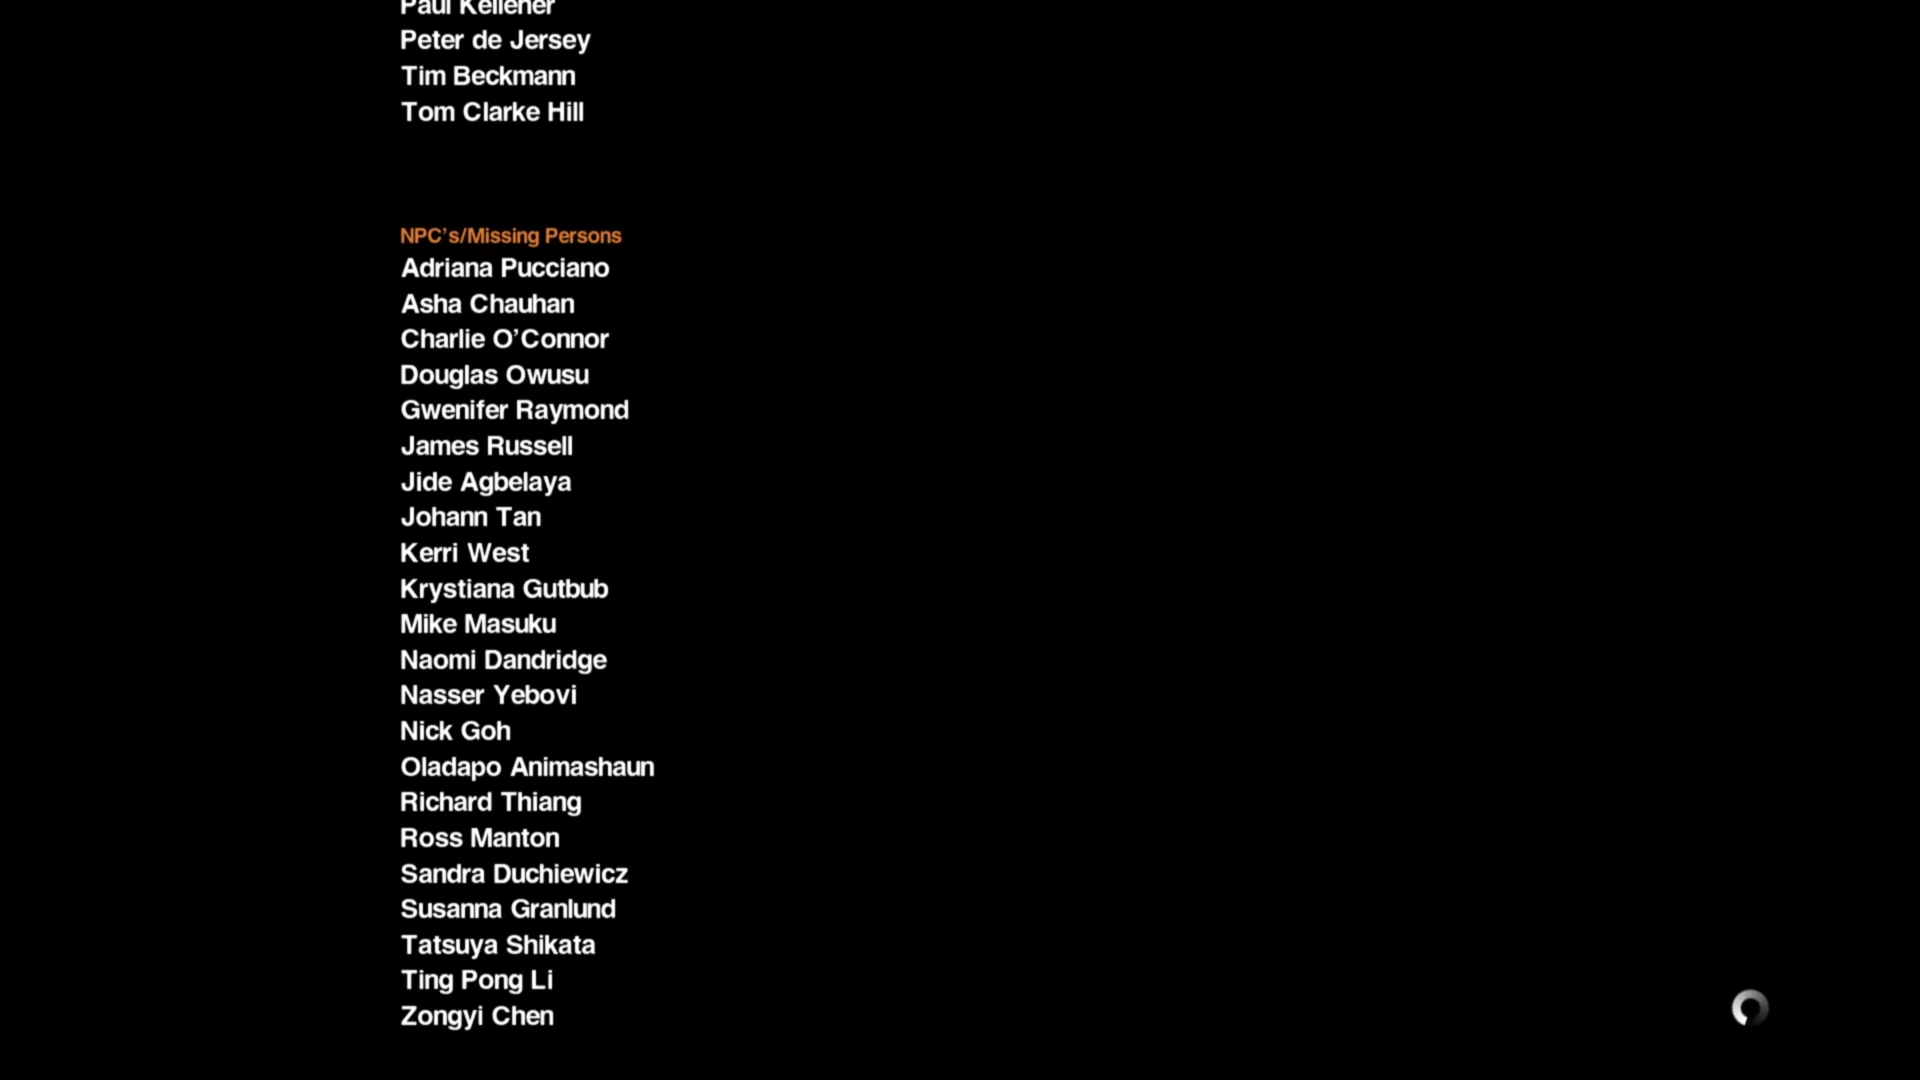 Paul Kelleher
Peter de Jersey
Tim Beckmann
Tom Clarke Hill
NPC’s/Missing Persons
Adriana Pucciano
Asha Chauhan
Charlie O’Connor
Douglas Owusu
Gwenifer Raymond
James Russell
Jide Agbelaya
Johann Tan
Kerri West
Krystiana Gutbub
Mike Masuku
Naomi Dandridge
Nasser Yebovi
Nick Goh
Oladapo Animashaun
Richard Thiang
Ross Manton
Sandra Duchiewicz
Susanna Granlund
Tatsuya Shikata
Ting Pong Li
Zongyi Chen